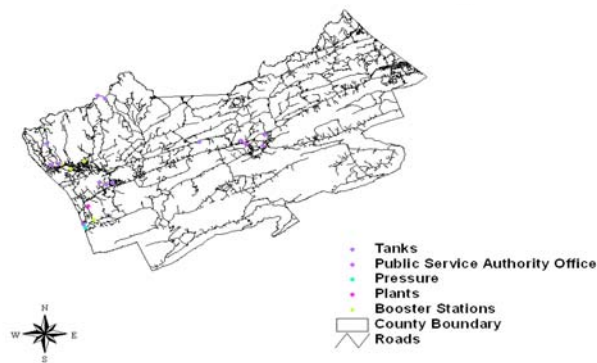 Tanks
Public Service Authority Office
Pressure
Plants
Booster Stations
County Boundary
Roads
N
W E
S